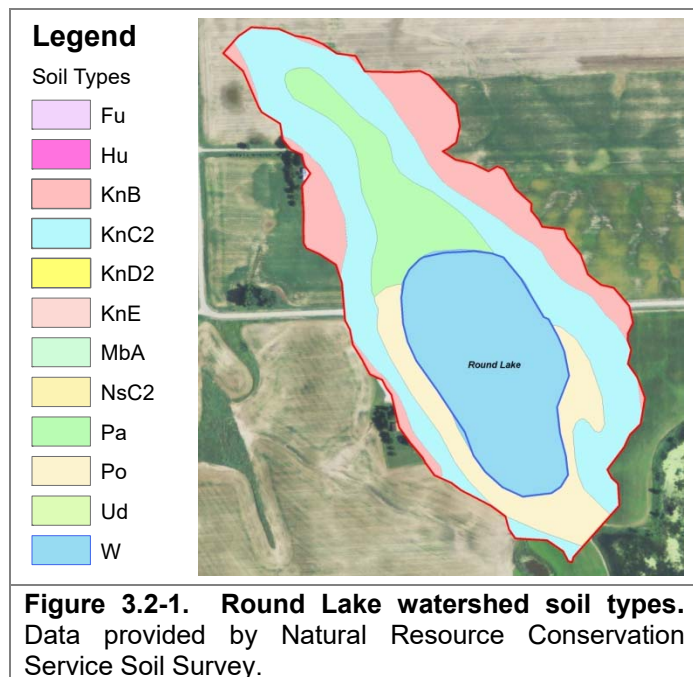 Legend
Soil Types
Fu
Hu
KnB
KnC2
KnD2
KnE
MbA
NsC2
Pa
Po
Ud
W
Round Lake
Figure 3.2-1. Round Lake watershed soil types.
Data provided by Natural Resource Conservation
Service Soil Survey.